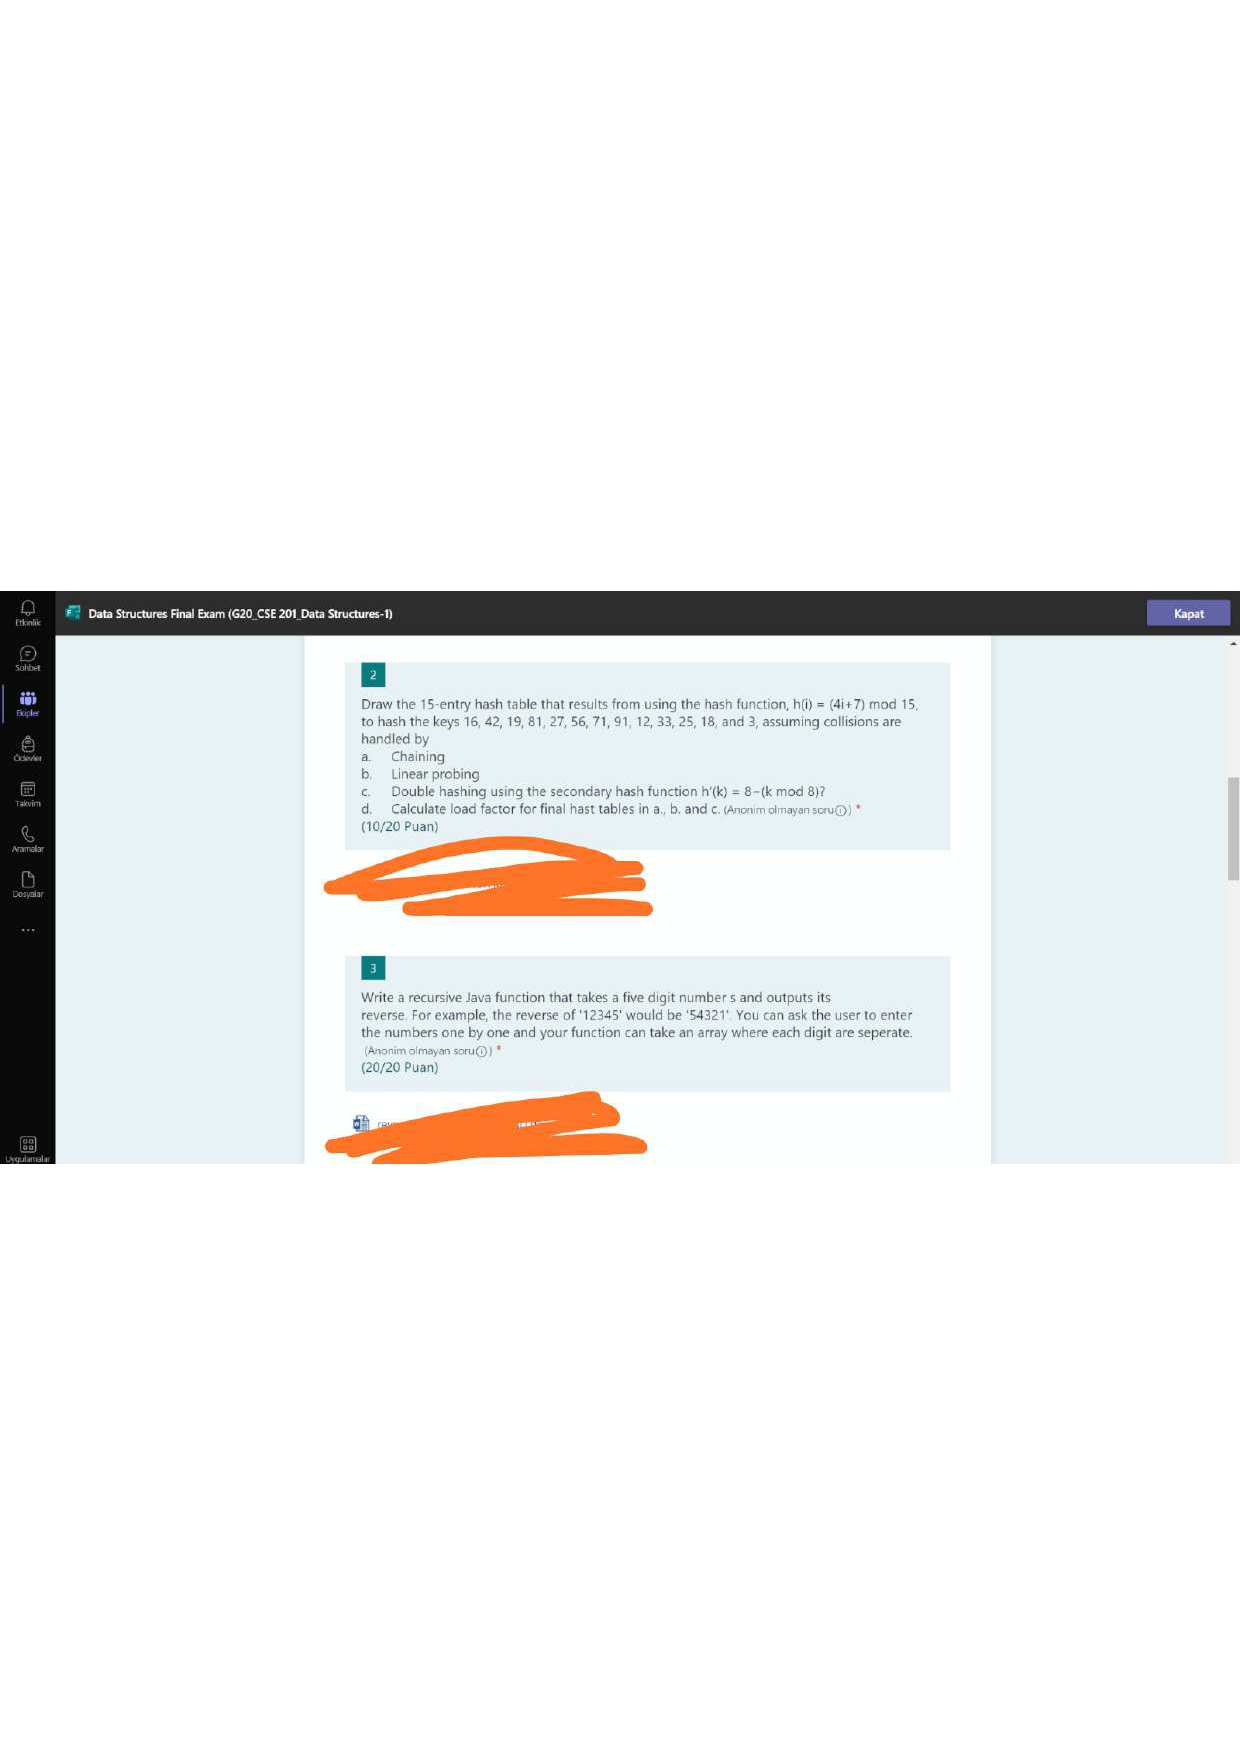 Etkinlik
Data Structures Final Exam (G20_CSE 201_Data Structures-1)
Kapat
Sohbet
Ekipler
Ödevler
Takvim
Aramalar
Dosyalar
...
Uygulamalar
2
Draw the 15-entry hash table that results from using the hash function, h(i) = (4i+7) mod 15,
to hash the keys 16, 42, 19, 81, 27, 56, 71, 91, 12, 33, 25, 18, and 3, assuming collisions are
handled by
a. Chaining
b. Linear probing
c. Double hashing using the secondary hash function h'(k) = 8−(k mod 8)?
d. Calculate load factor for final hast tables in a., b. and c. (Anonim olmayan soru) *
(10/20 Puan)
3
Write a recursive Java function that takes a five digit number s and outputs its
reverse. For example, the reverse of '12345' would be '54321'. You can ask the user to enter
the numbers one by one and your function can take an array where each digit are seperate.
(Anonim olmayan soru) *
(20/20 Puan)